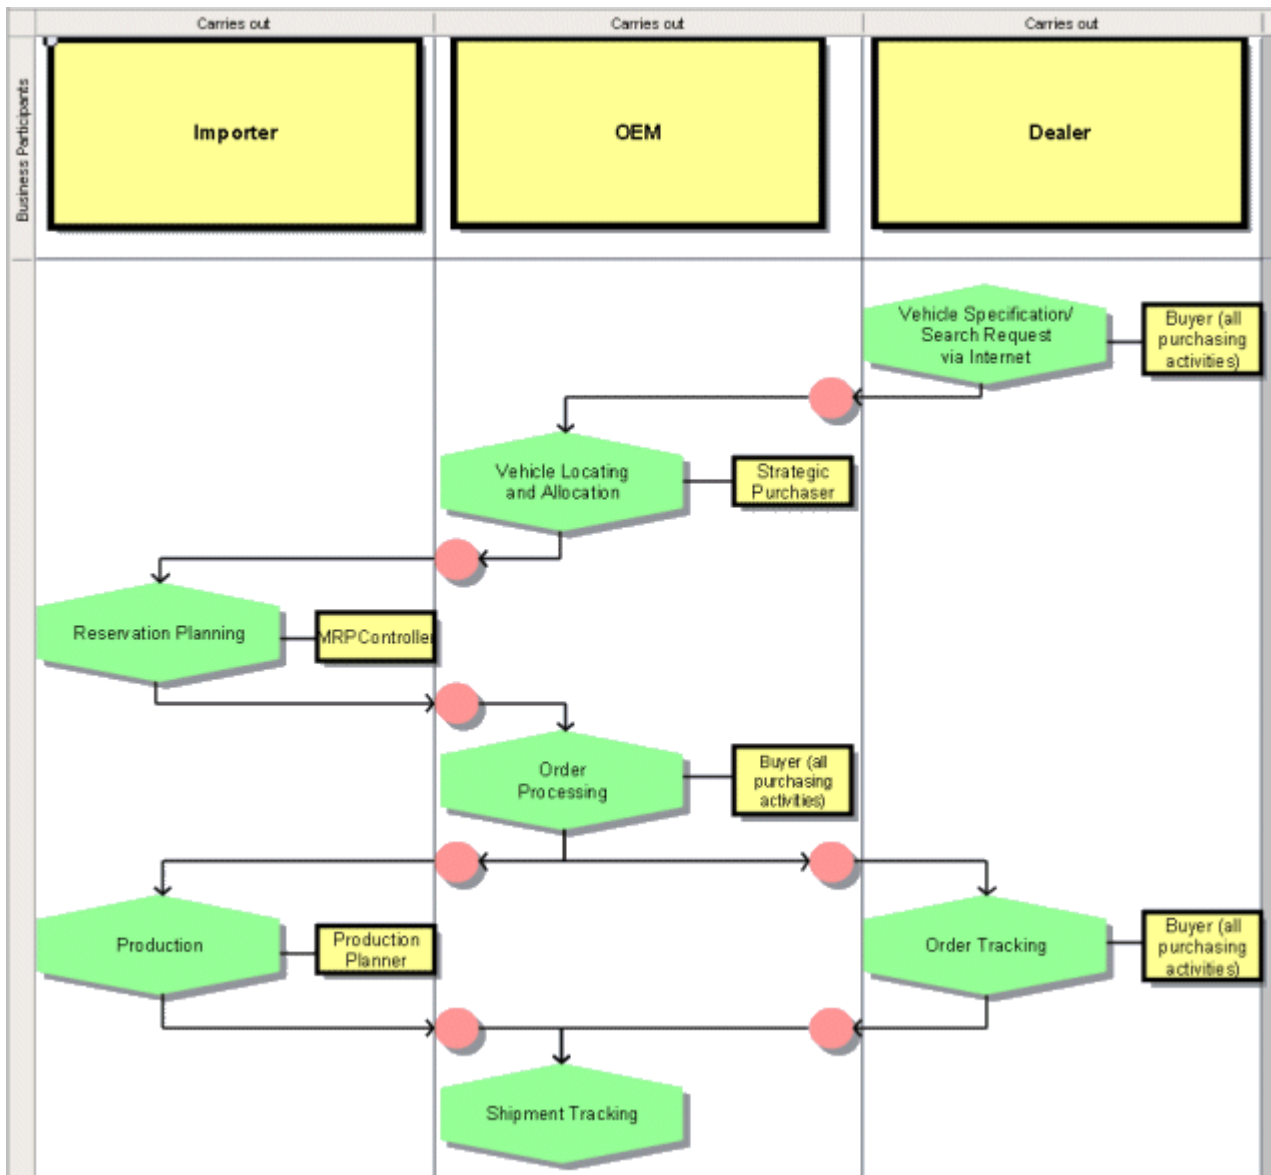 Carries out
Carries out
Carries out
Business Participants
Importer
OEM
Dealer
Vehicle Specification/
Search Request
via Internet
Buyer (all
purchasing
activities)
Vehicle Locating
and Allocation
Strategic
Purchaser
Reservation Planning
MRPController
Order
Processing
Buyer (all
purchasing
activities)
Production
Production
Planner
Order Tracking
Buyer (all
purchasing
activities)
Shipment Tracking